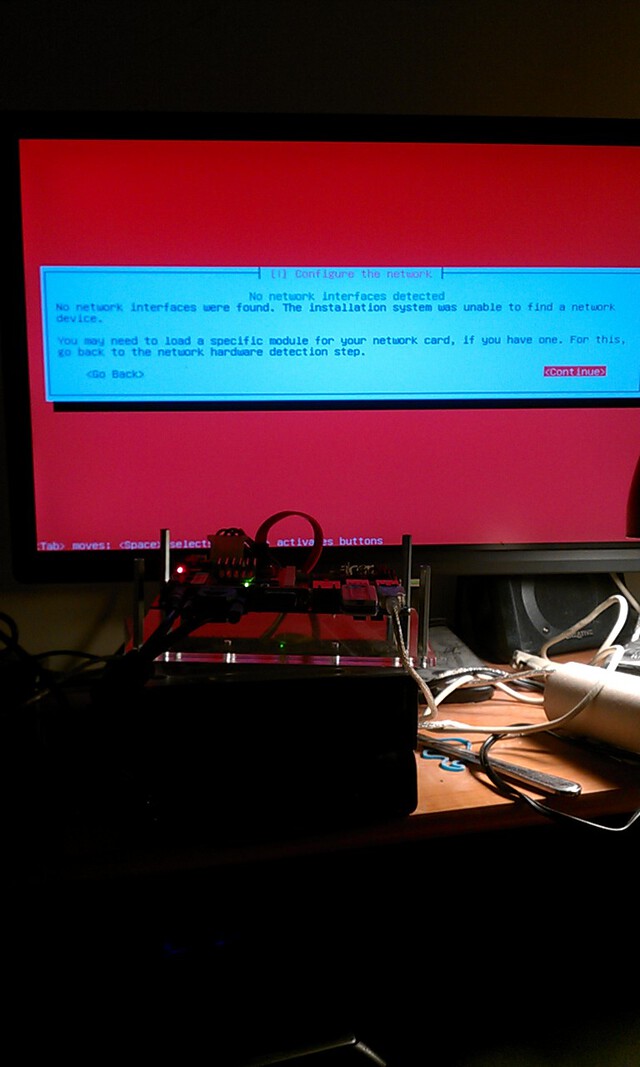 [!] Configure the network
No network interfaces detected
No network interfaces were found. The installation system was unable to find a network
device.
You may need to load a specific module for your network card, if you have one. For this,
go back to the network hardware detection step.
<Go Back> <Continue>
<Tab> moves; <Space> select activates buttons